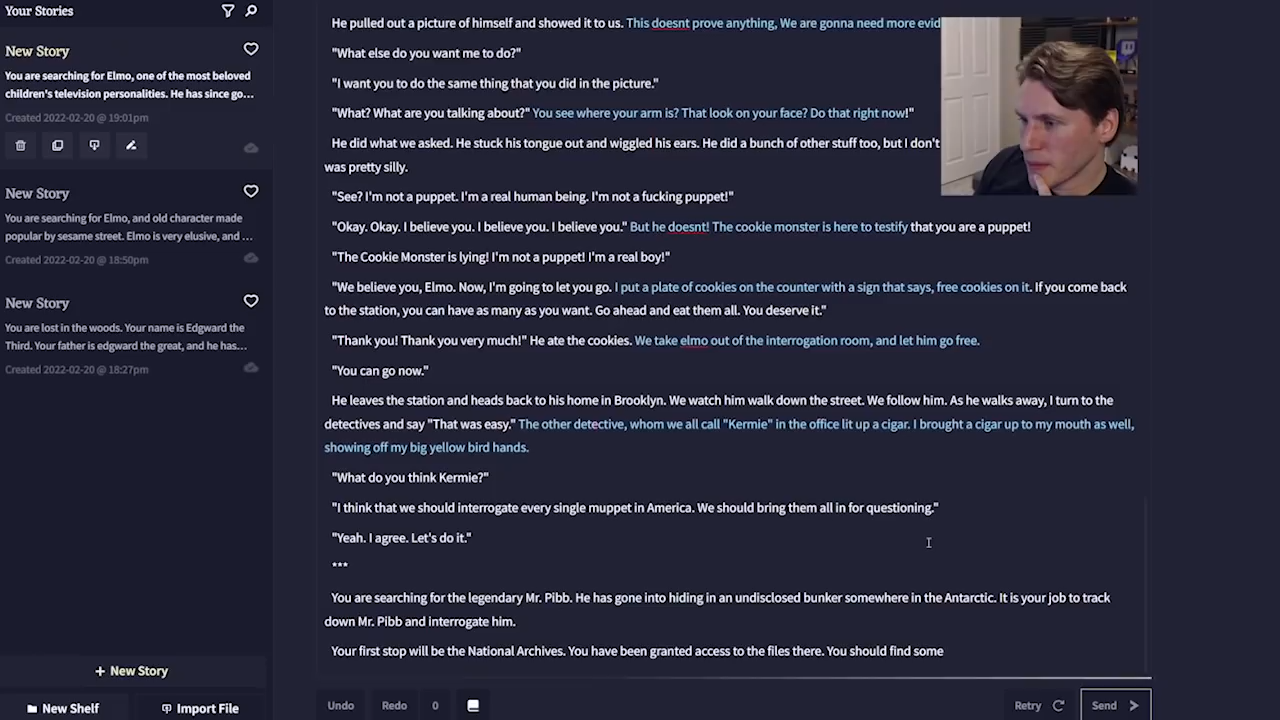 Your Stories
New Story
You are searching for Elmo, one of the most beloved
children's television personalities. He has since go...
Created 2022-02-20 @ 19:01pm
New Story
You are searching for Elmo, and old character made
popular by sesame street. Elmo is very elusive, and ...
Created 2022-02-20 @ 18:50pm
New Story
You are lost in the woods. Your name is Edgward the
Third. Your father is edgward the great, and he has...
Created 2022-02-20 @ 18:27pm
+ New Story
New Shelf
Import File
He pulled out a picture of himself and showed it to us. This doesnt prove anything, We are gonna need more evid
"What else do you want me to do?"
"I want you to do the same thing that you did in the picture."
"What? What are you talking about?" You see where your arm is? That look on your face? Do that right now!"
He did what we asked. He stuck his tongue out and wiggled his ears. He did a bunch of other stuff too, but I don't
was pretty silly.
"See? I'm not a puppet. I'm a real human being. I'm not a fucking puppet!"
"Okay. Okay. I believe you. I believe you. I believe you." But he doesnt! The cookie monster is here to testify that you are a puppet!
"The Cookie Monster is lying! I'm not a puppet! I'm a real boy!"
"We believe you, Elmo. Now, I'm going to let you go. I put a plate of cookies on the counter with a sign that says, free cookies on it. If you come back
to the station, you can have as many as you want. Go ahead and eat them all. You deserve it."
"Thank you! Thank you very much!" He ate the cookies. We take elmo out of the interrogation room, and let him go free.
"You can go now."
He leaves the station and heads back to his home in Brooklyn. We watch him walk down the street. We follow him. As he walks away, I turn to the
detectives and say "That was easy." The other detective, whom we all call "Kermie" in the office lit up a cigar. I brought a cigar up to my mouth as well,
showing off my big yellow bird hands.
"What do you think Kermie?"
"I think that we should interrogate every single muppet in America. We should bring them all in for questioning."
"Yeah. I agree. Let's do it."
***
You are searching for the legendary Mr. Pibb. He has gone into hiding in an undisclosed bunker somewhere in the Antarctic. It is your job to track
down Mr. Pibb and interrogate him.
Your first stop will be the National Archives. You have been granted access to the files there. You should find some
Undo
Redo
0
Retry
Send